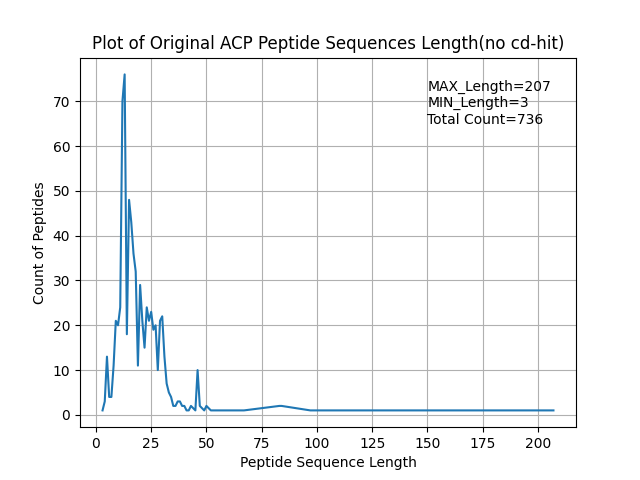 Plot of Original ACP Peptide Sequences Length(no cd-hit)
MAX_Length=207
MIN_Length=3
Total Count=736
Count of Peptides
70
60
50
40
30
20
10
0
0 25 50 75 100 125 150 175 200
Peptide Sequence Length